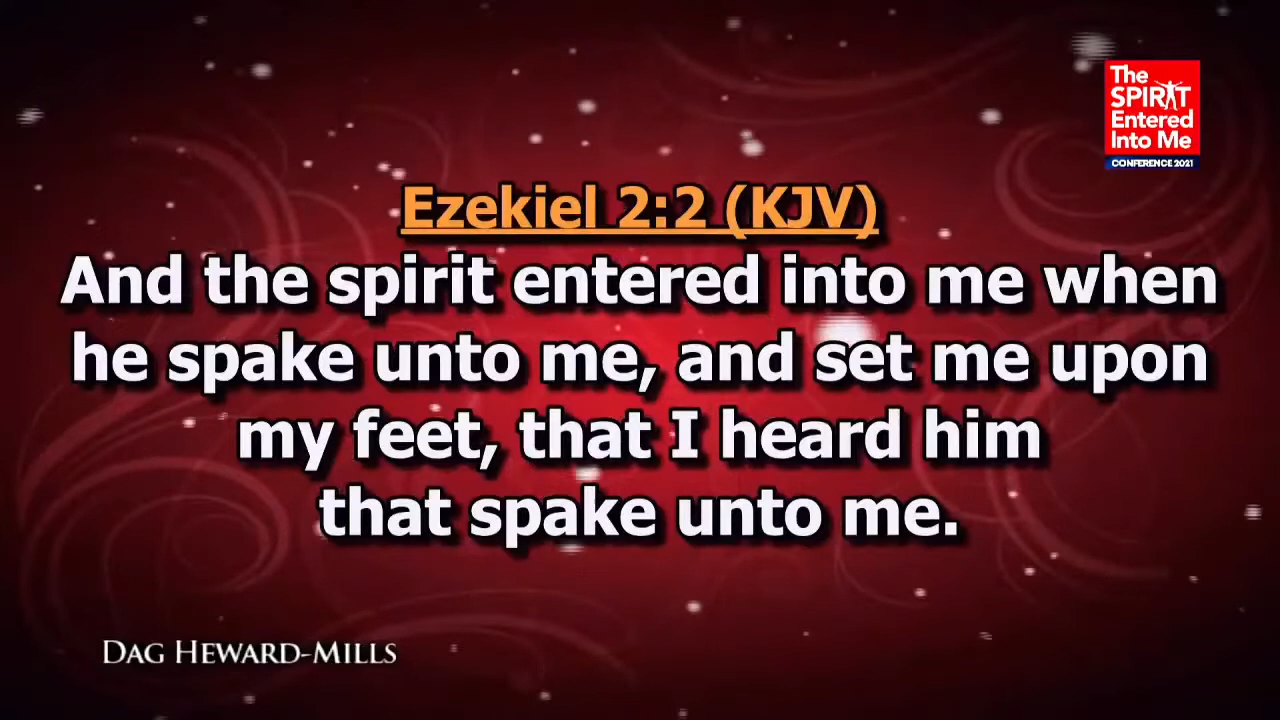 The
SPIRIT
Entered
Into Me
CONFERENCE 2021
Ezekiel 2:2 (KJV)
And the spirit entered into me when
he spake unto me, and set me upon
my feet, that I heard him
that spake unto me.
DAG HEWARD-MILLS